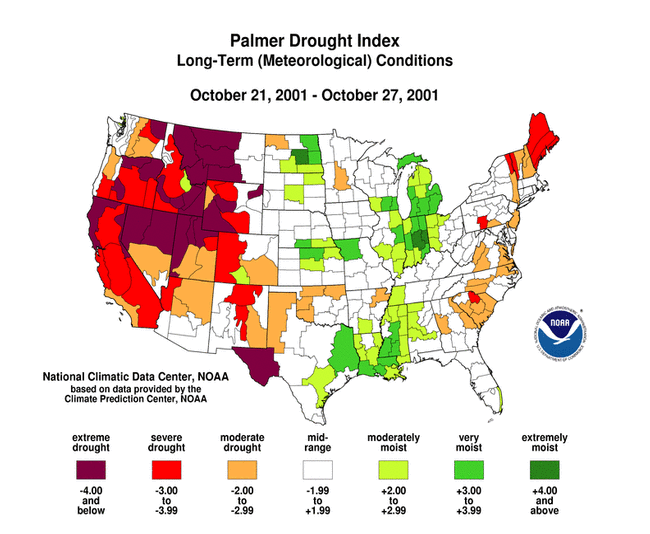 Palmer Drought Index
Long-Term (Meteorological) Conditions
October 21, 2001 - October 27, 2001
NOAA
National Climatic Data Center, NOAA
based on data provided by the
Climate Prediction Center, NOAA
extreme drought
severe drought
moderate drought
mid-range
moderately moist
very moist
extremely moist
-4.00 and below
-3.00 to -3.99
-2.00 to -2.99
-1.99 to +1.99
+2.00 to +2.99
+3.00 to +3.99
+4.00 and above